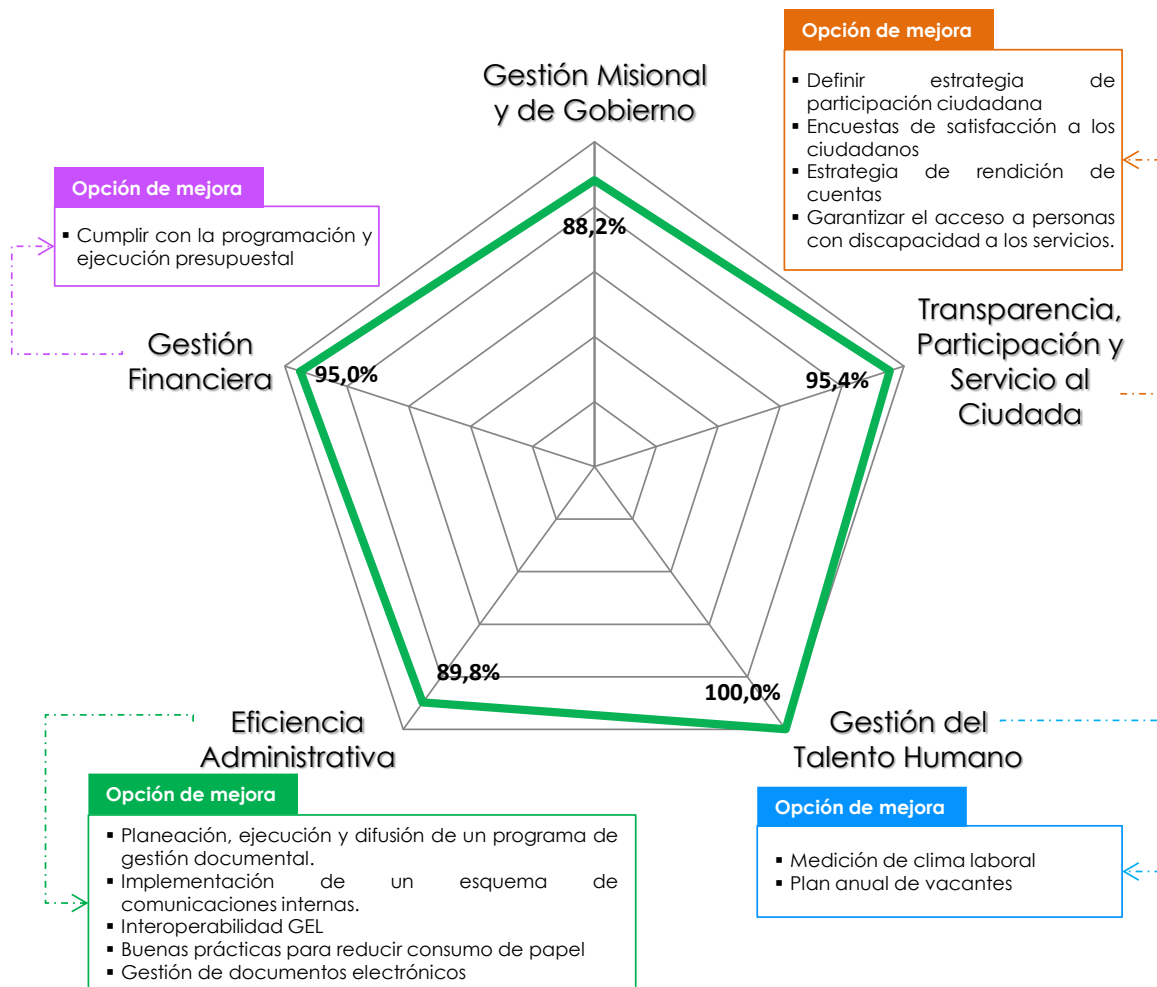 Opción de mejora
▪ Definir estrategia de
participación ciudadana
▪ Encuestas de satisfacción a los
ciudadanos
▪ Estrategia de rendición de
cuentas
▪ Garantizar el acceso a personas
con discapacidad a los servicios.
Gestión Misional
y de Gobierno
88,2%
Opción de mejora
▪ Cumplir con la programación y
ejecución presupuestal
Gestión
Financiera
95,0%
95,4%
Transparencia,
Participación y
Servicio al
Ciudada
89,8%
100,0%
Eficiencia
Administrativa
Gestión del
Talento Humano
Opción de mejora
▪ Planeación, ejecución y difusión de un programa de
gestión documental.
▪ Implementación de un esquema de
comunicaciones internas.
▪ Interoperabilidad GEL
▪ Buenas prácticas para reducir consumo de papel
▪ Gestión de documentos electrónicos
Opción de mejora
▪ Medición de clima laboral
▪ Plan anual de vacantes